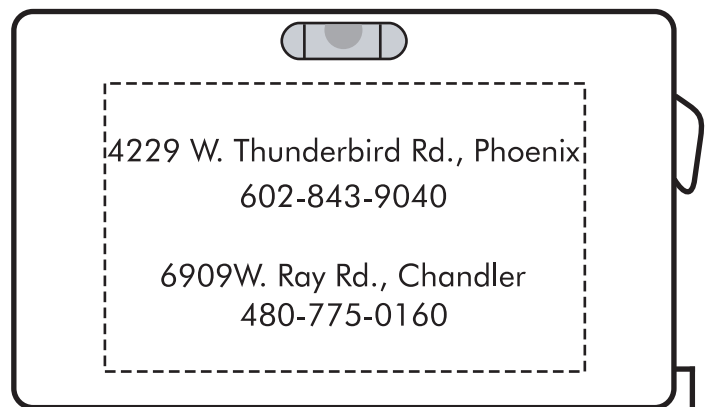 4229 W. Thunderbird Rd., Phoenix
602-843-9040
6909W. Ray Rd., Chandler
480-775-0160